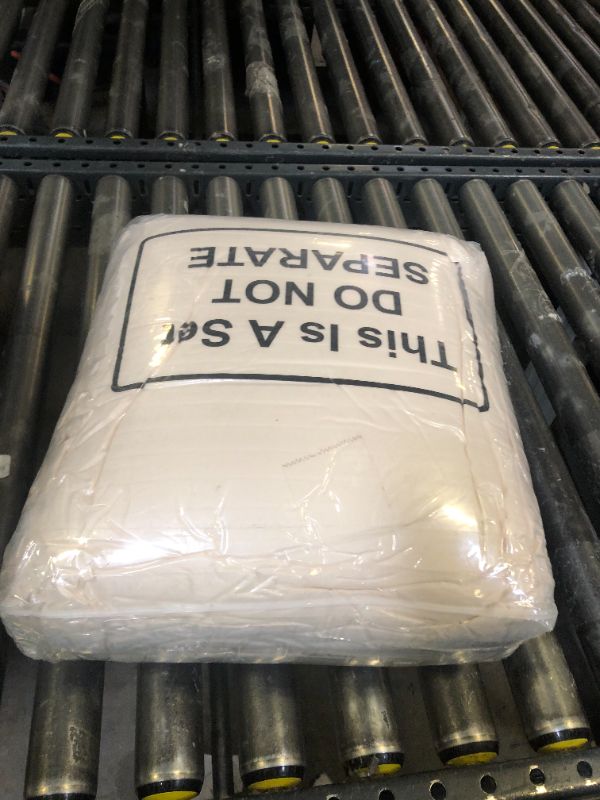 This Is A Set
DO NOT
SEPARATE